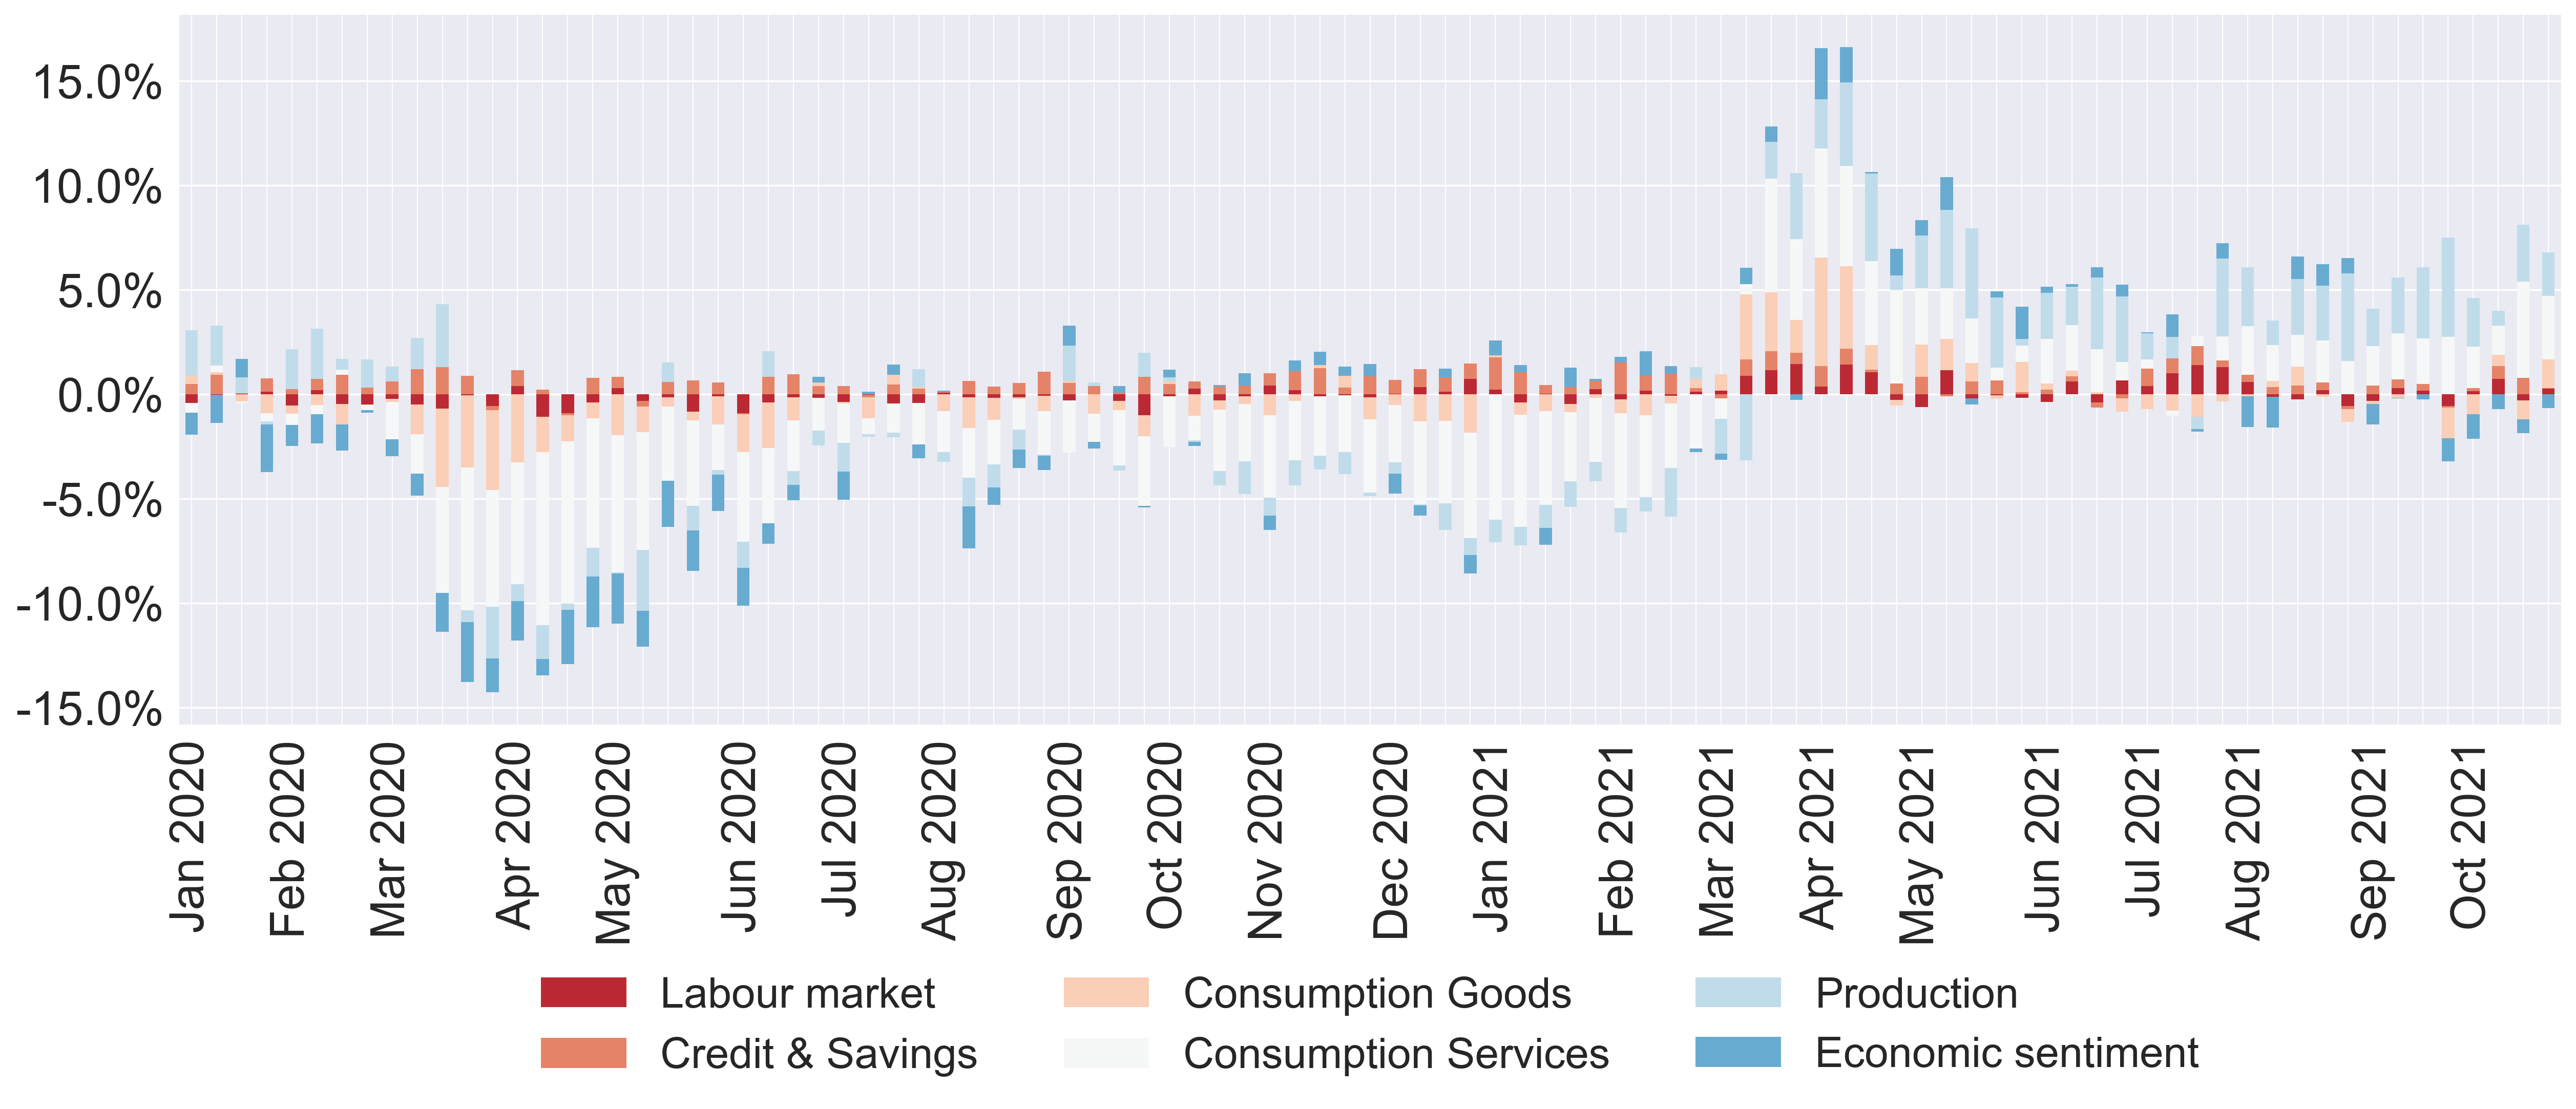 15.0%
10.0%
5.0%
0.0%
-5.0%
-10.0%
-15.0%
Jan 2020
Feb 2020
Mar 2020
Apr 2020
May 2020
Jun 2020
Jul 2020
Aug 2020
Sep 2020
Oct 2020
Nov 2020
Dec 2020
Jan 2021
Feb 2021
Mar 2021
Apr 2021
May 2021
Jun 2021
Jul 2021
Aug 2021
Sep 2021
Oct 2021
Labour market
Credit & Savings
Consumption Goods
Consumption Services
Production
Economic sentiment